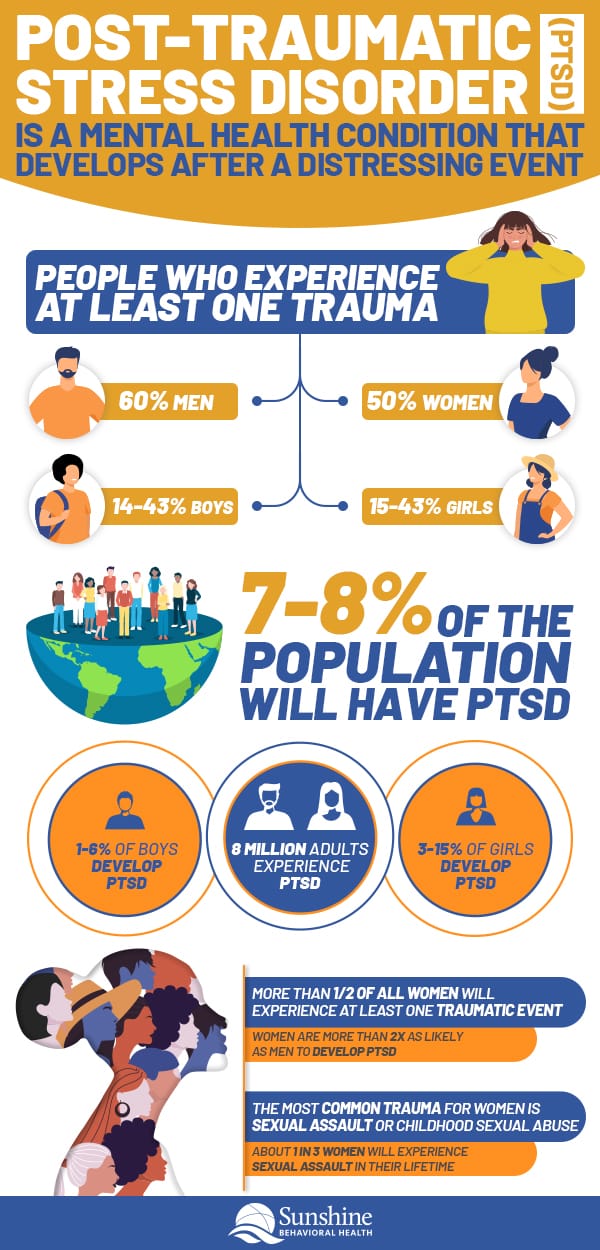 POST-TRAUMATIC
STRESS DISORDER
(PTSD)
IS A MENTAL HEALTH CONDITION THAT
DEVELOPS AFTER A DISTRESSING EVENT
PEOPLE WHO EXPERIENCE
AT LEAST ONE TRAUMA
60% MEN
50% WOMEN
14-43% BOYS
15-43% GIRLS
7-8% OF THE
POPULATION
WILL HAVE PTSD
1-6% OF BOYS
DEVELOP
PTSD
8 MILLION ADULTS
EXPERIENCE
PTSD
3-15% OF GIRLS
DEVELOP
PTSD
MORE THAN 1/2 OF ALL WOMEN WILL
EXPERIENCE AT LEAST ONE TRAUMATIC EVENT
WOMEN ARE MORE THAN 2X AS LIKELY
AS MEN TO DEVELOP PTSD
THE MOST COMMON TRAUMA FOR WOMEN IS
SEXUAL ASSAULT OR CHILDHOOD SEXUAL ABUSE
ABOUT 1 IN 3 WOMEN WILL EXPERIENCE
SEXUAL ASSAULT IN THEIR LIFETIME
Sunshine
BEHAVIORAL HEALTH